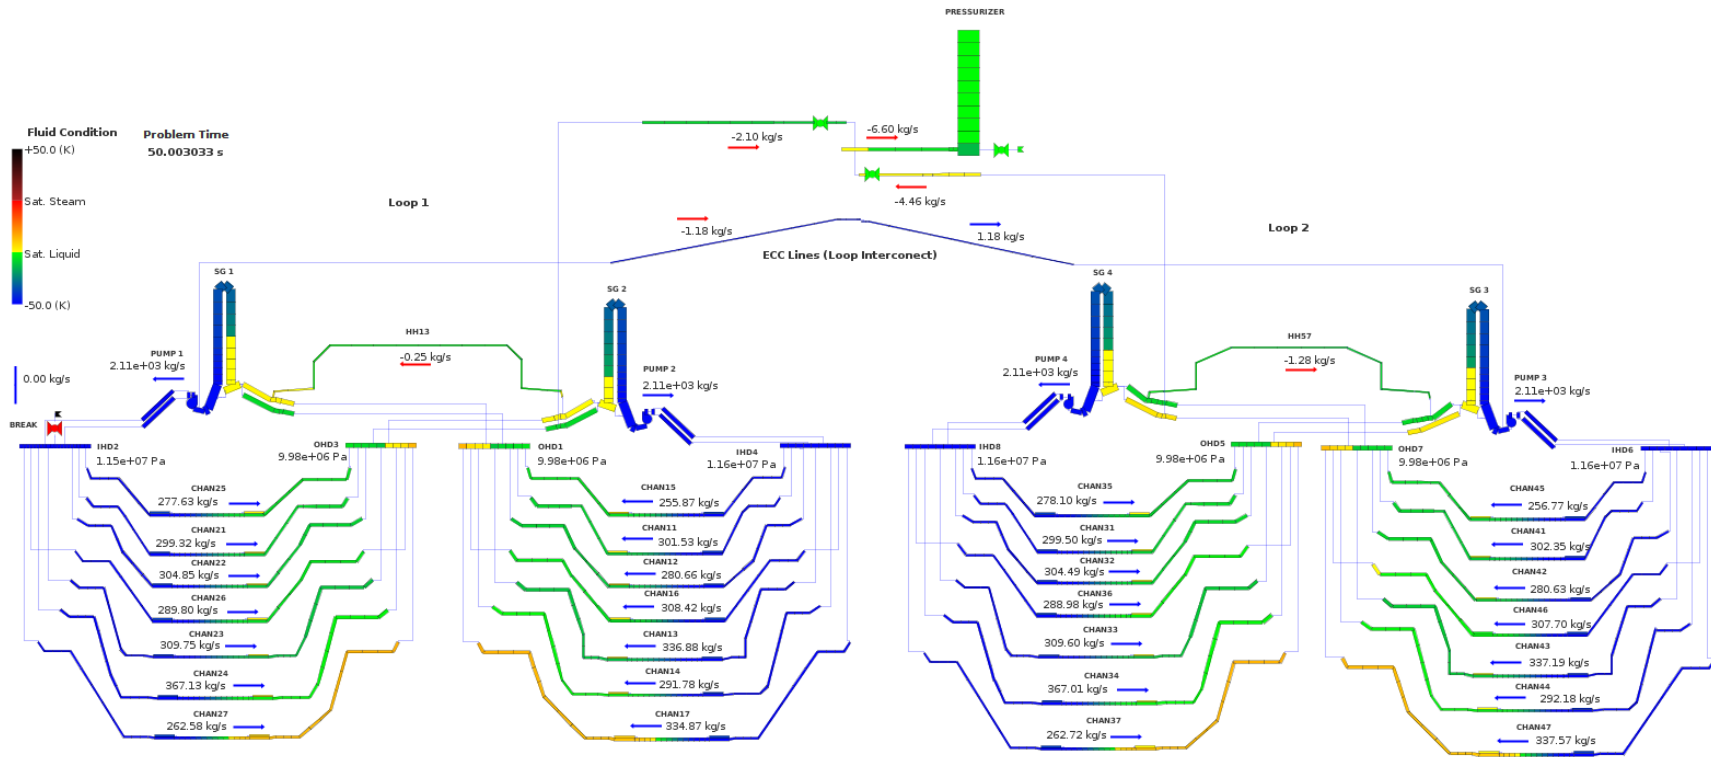 PRESSURIZER
Fluid Condition
+50.0 (K)
Sat. Steam
Sat. Liquid
-50.0 (K)
Problem Time
50.003033 s
-2.10 kg/s
-6.60 kg/s
-4.46 kg/s
Loop 1
-1.18 kg/s
1.18 kg/s
Loop 2
ECC Lines (Loop Interconect)
SG 1
SG 2
SG 4
SG 3
HH13
-0.25 kg/s
HH57
-1.28 kg/s
PUMP 1
2.11e+03 kg/s
PUMP 2
2.11e+03 kg/s
PUMP 4
2.11e+03 kg/s
PUMP 3
2.11e+03 kg/s
0.00 kg/s
BREAK
IHD2
1.15e+07 Pa
OHD3
9.98e+06 Pa
OHD1
9.98e+06 Pa
IHD4
1.16e+07 Pa
IHD8
1.16e+07 Pa
OHD5
9.98e+06 Pa
OHD7
9.98e+06 Pa
IHD6
1.16e+07 Pa
CHAN25
277.63 kg/s
CHAN21
299.32 kg/s
CHAN22
304.85 kg/s
CHAN26
289.80 kg/s
CHAN23
309.75 kg/s
CHAN24
367.13 kg/s
CHAN27
262.58 kg/s
CHAN15
255.87 kg/s
CHAN11
301.53 kg/s
CHAN12
280.66 kg/s
CHAN16
308.42 kg/s
CHAN13
336.88 kg/s
CHAN14
291.78 kg/s
CHAN17
334.87 kg/s
CHAN35
278.10 kg/s
CHAN31
299.50 kg/s
CHAN32
304.49 kg/s
CHAN36
288.98 kg/s
CHAN33
309.60 kg/s
CHAN34
367.01 kg/s
CHAN37
262.72 kg/s
CHAN45
256.77 kg/s
CHAN41
302.35 kg/s
CHAN42
280.63 kg/s
CHAN46
307.70 kg/s
CHAN43
337.19 kg/s
CHAN44
292.18 kg/s
CHAN47
337.57 kg/s